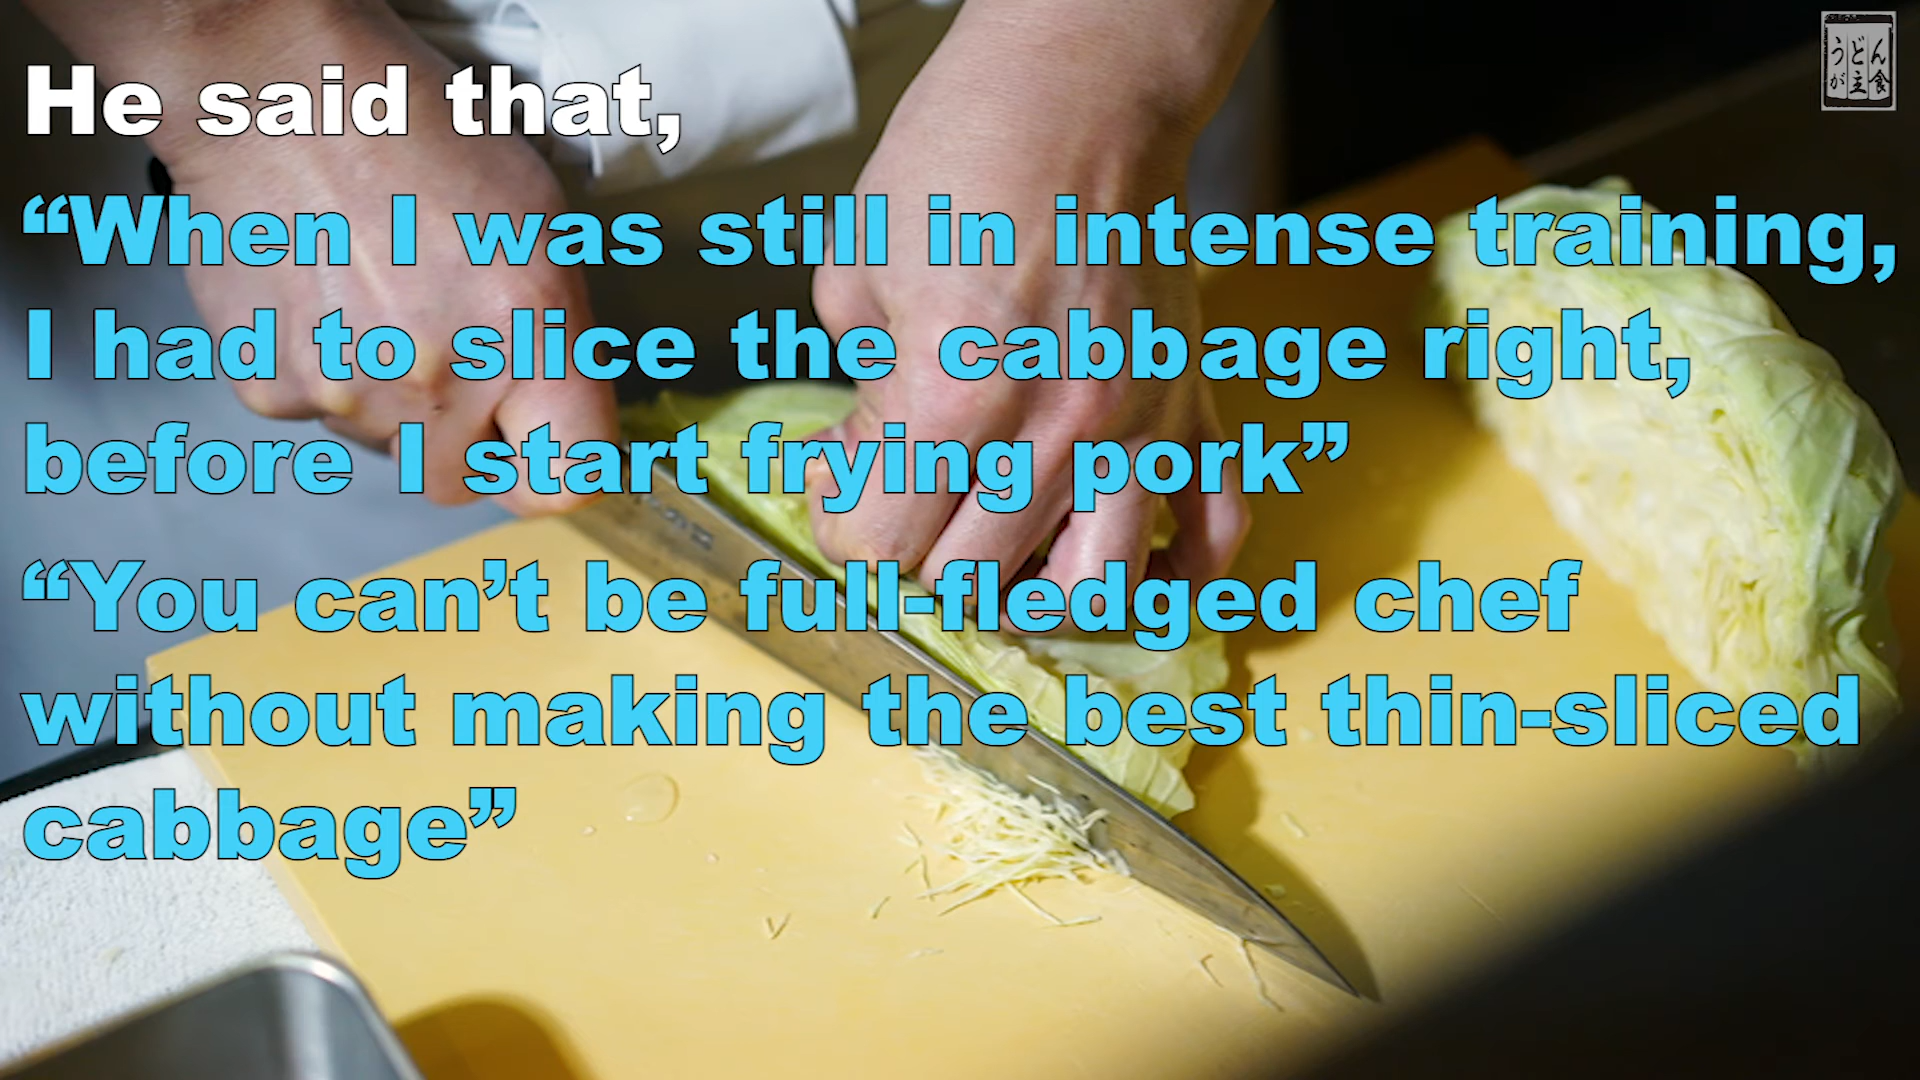 He said that,
“When I was still in intense training,
I had to slice the cabbage right,
before I start frying pork”
“You can’t be full-fledged chef
without making the best thin-sliced
cabbage”
うどん
が主食